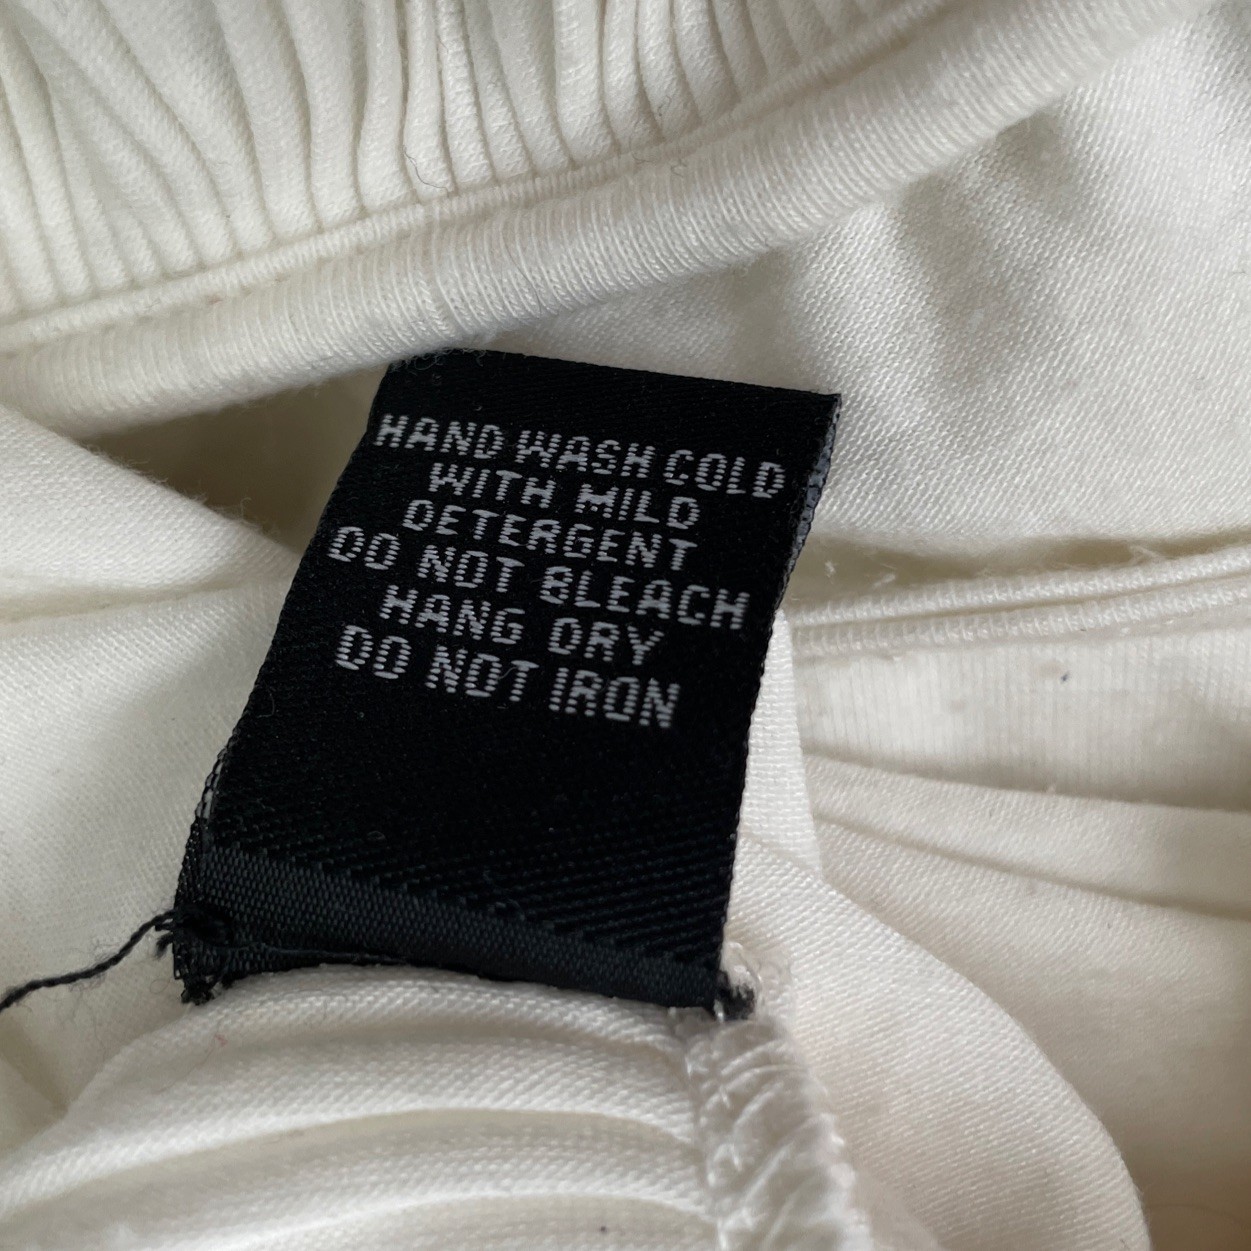 HAND WASH COLD
WITH MILD
DETERGENT
DO NOT BLEACH
HANG DRY
DO NOT IRON